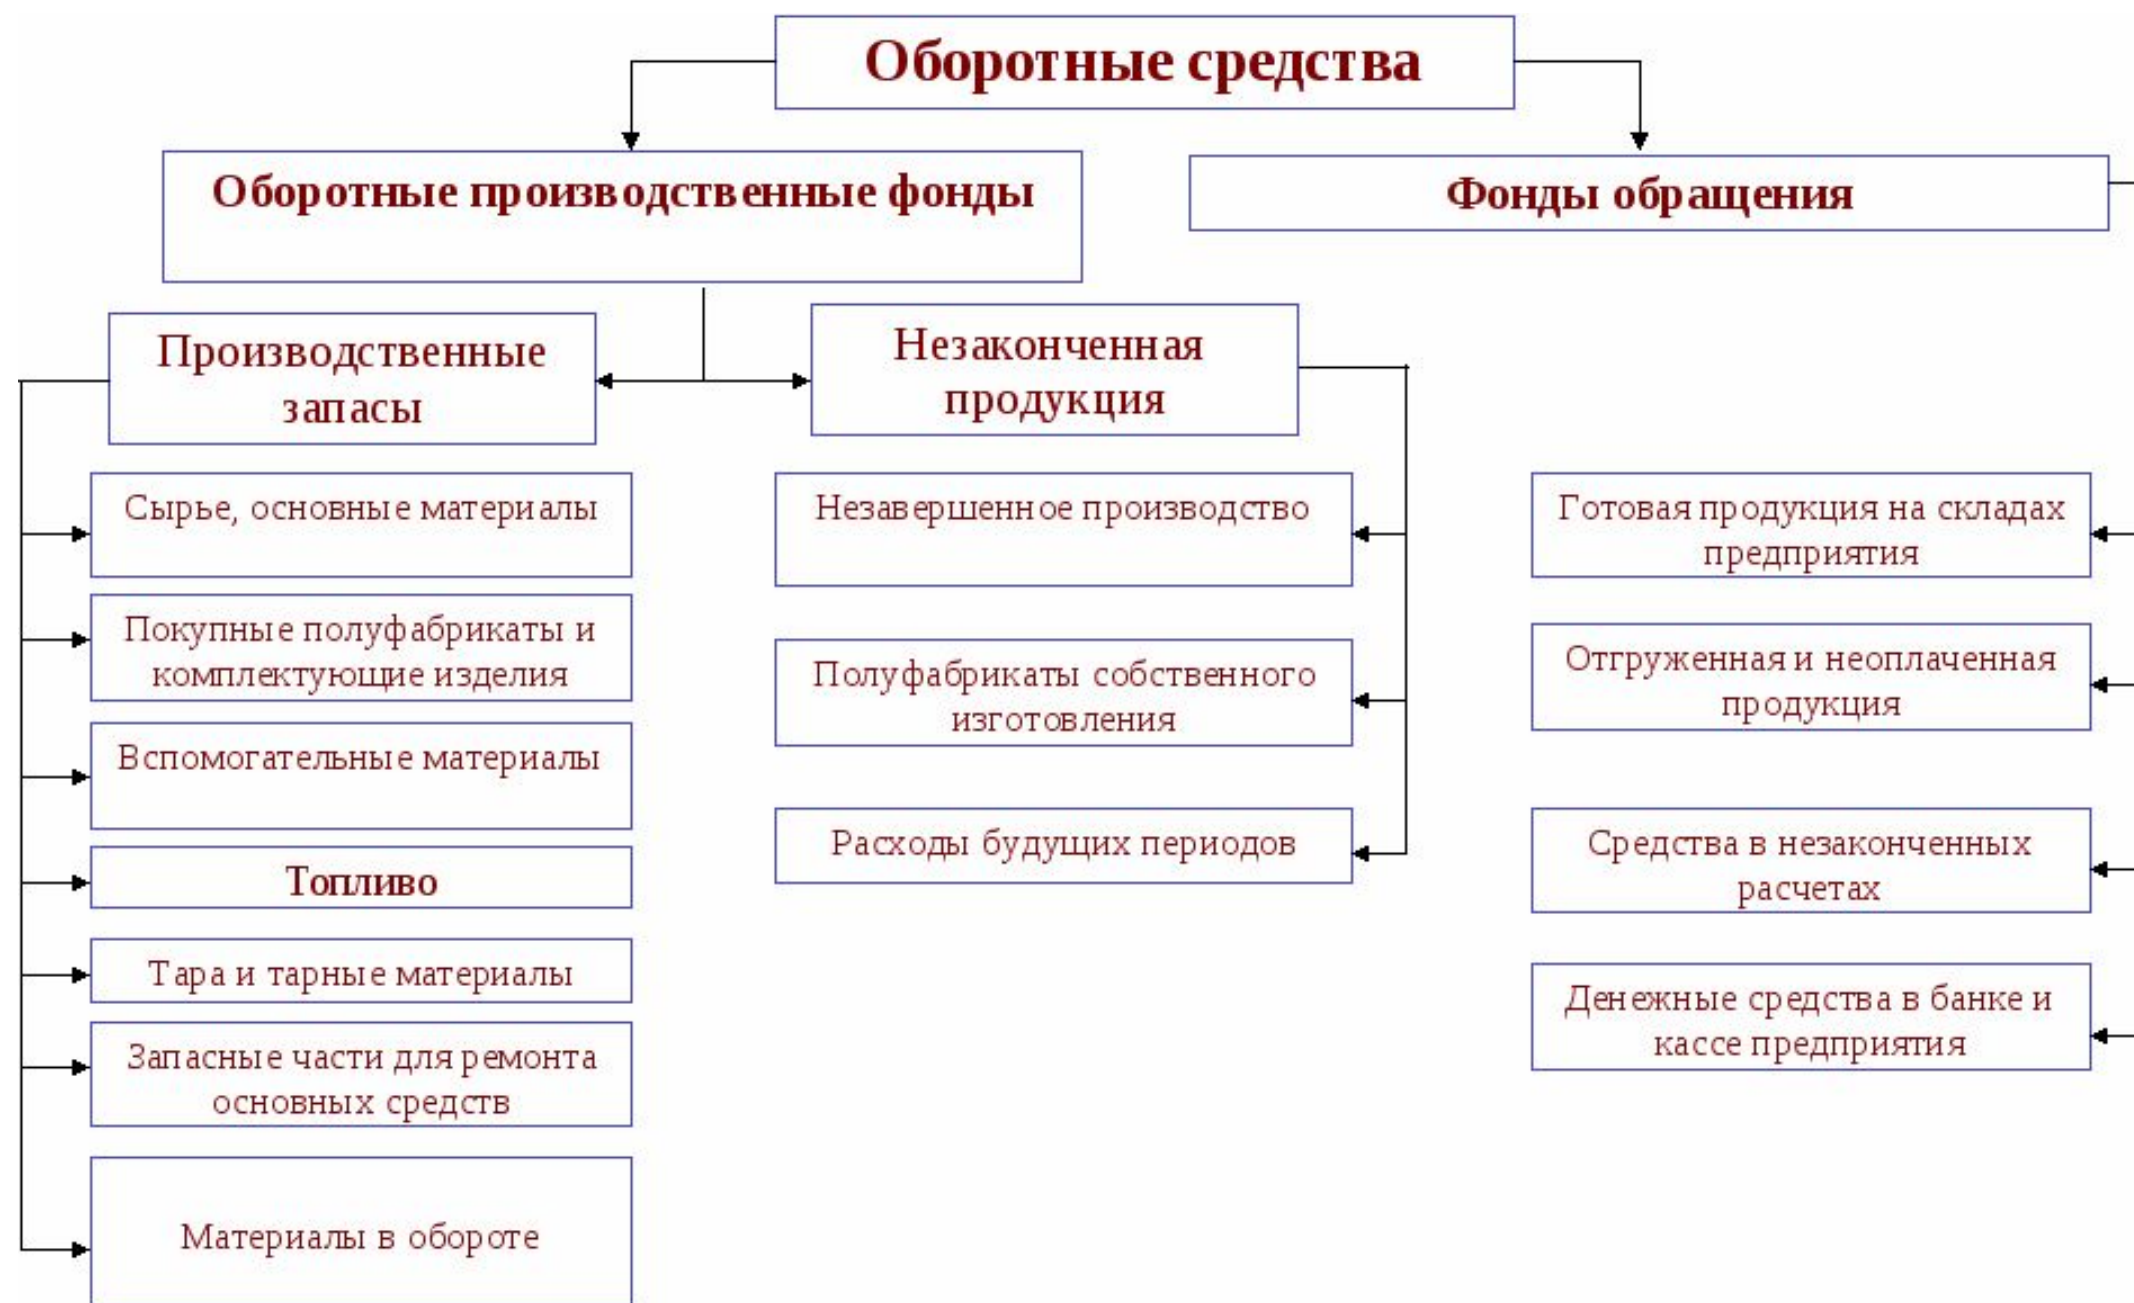 Оборотные средства
Оборотные производственные фонды
Фонды обращения
Производственные
запасы
Незаконченная
продукция
Сырье, основные материалы
Покупные полуфабрикаты и
комплектующие изделия
Вспомогательные материалы
Топливо
Тара и тарные материалы
Запасные части для ремонта
основных средств
Материалы в обороте
Незавершенное производство
Полуфабрикаты собственного
изготовления
Расходы будущих периодов
Готовая продукция на складах
предприятия
Отгруженная и неоплаченная
продукция
Средства в незаконченных
расчетах
Денежные средства в банке и
кассе предприятия